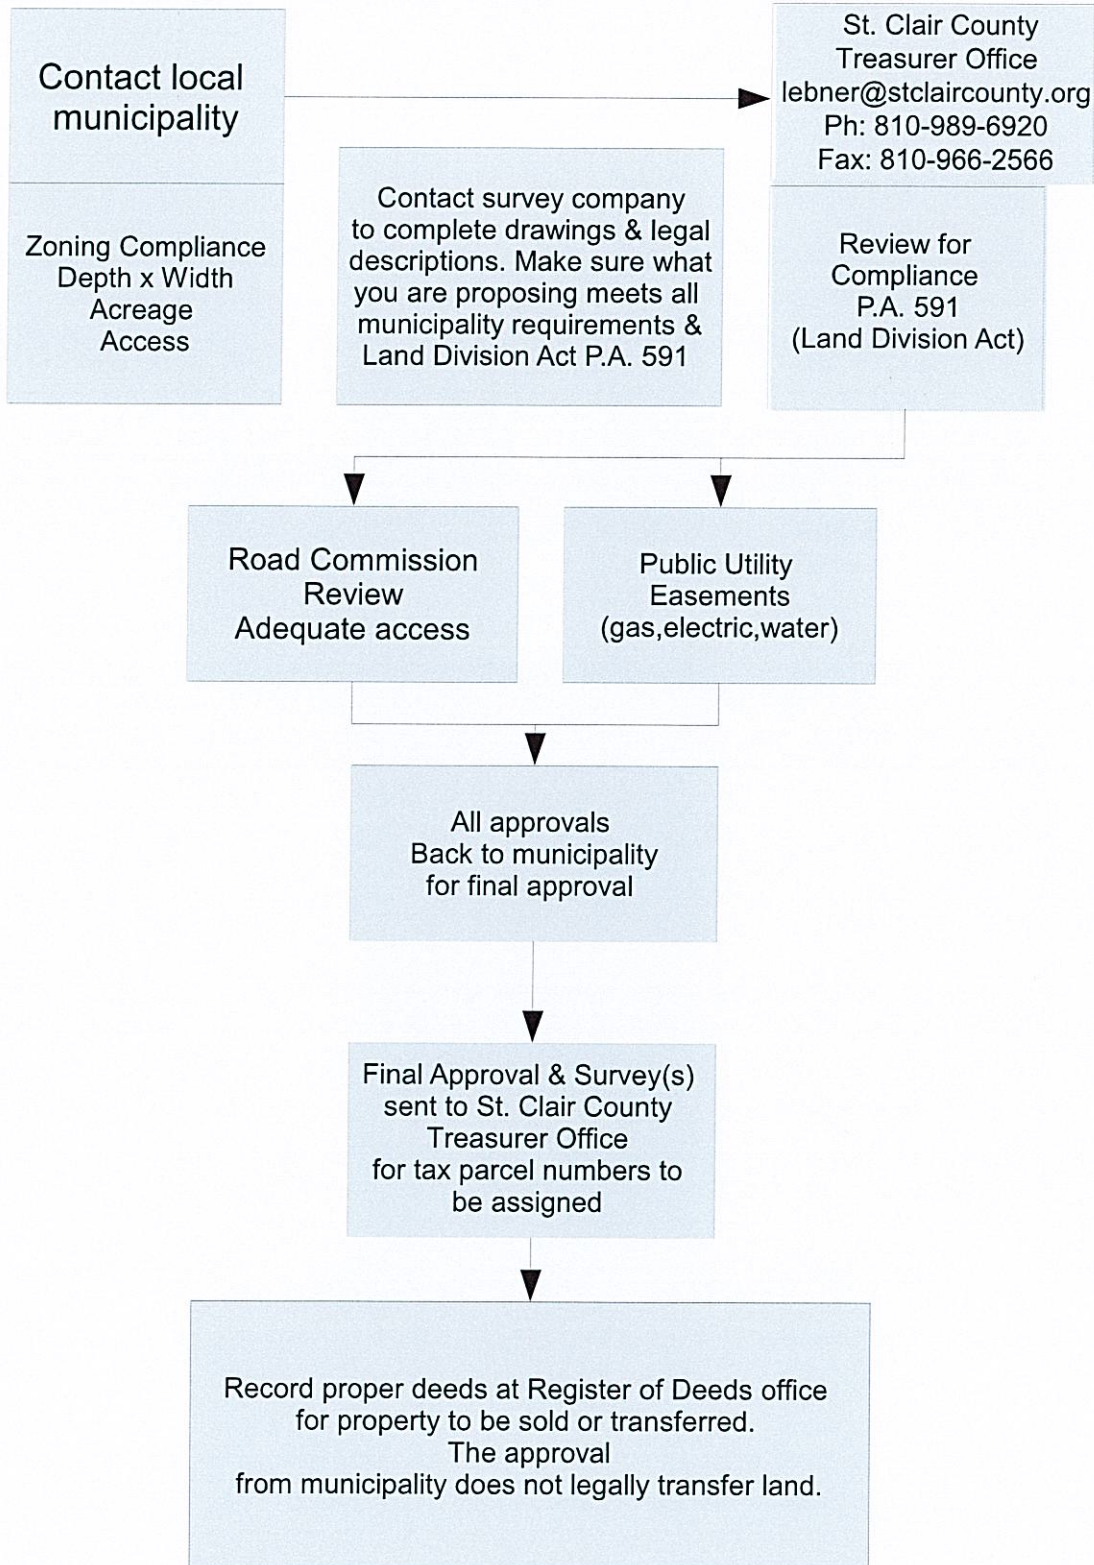 Contact local
municipality
St. Clair County
Treasurer Office
lebner@stclaircounty.org
Ph: 810-989-6920
Fax: 810-966-2566
Zoning Compliance
Depth x Width
Acreage
Access
Contact survey company
to complete drawings & legal
descriptions. Make sure what
you are proposing meets all
municipality requirements &
Land Division Act P.A. 591
Review for
Compliance
P.A. 591
(Land Division Act)
Road Commission
Review
Adequate access
Public Utility
Easements
(gas,electric,water)
All approvals
Back to municipality
for final approval
Final Approval & Survey(s)
sent to St. Clair County
Treasurer Office
for tax parcel numbers to
be assigned
Record proper deeds at Register of Deeds office
for property to be sold or transferred.
The approval
from municipality does not legally transfer land.